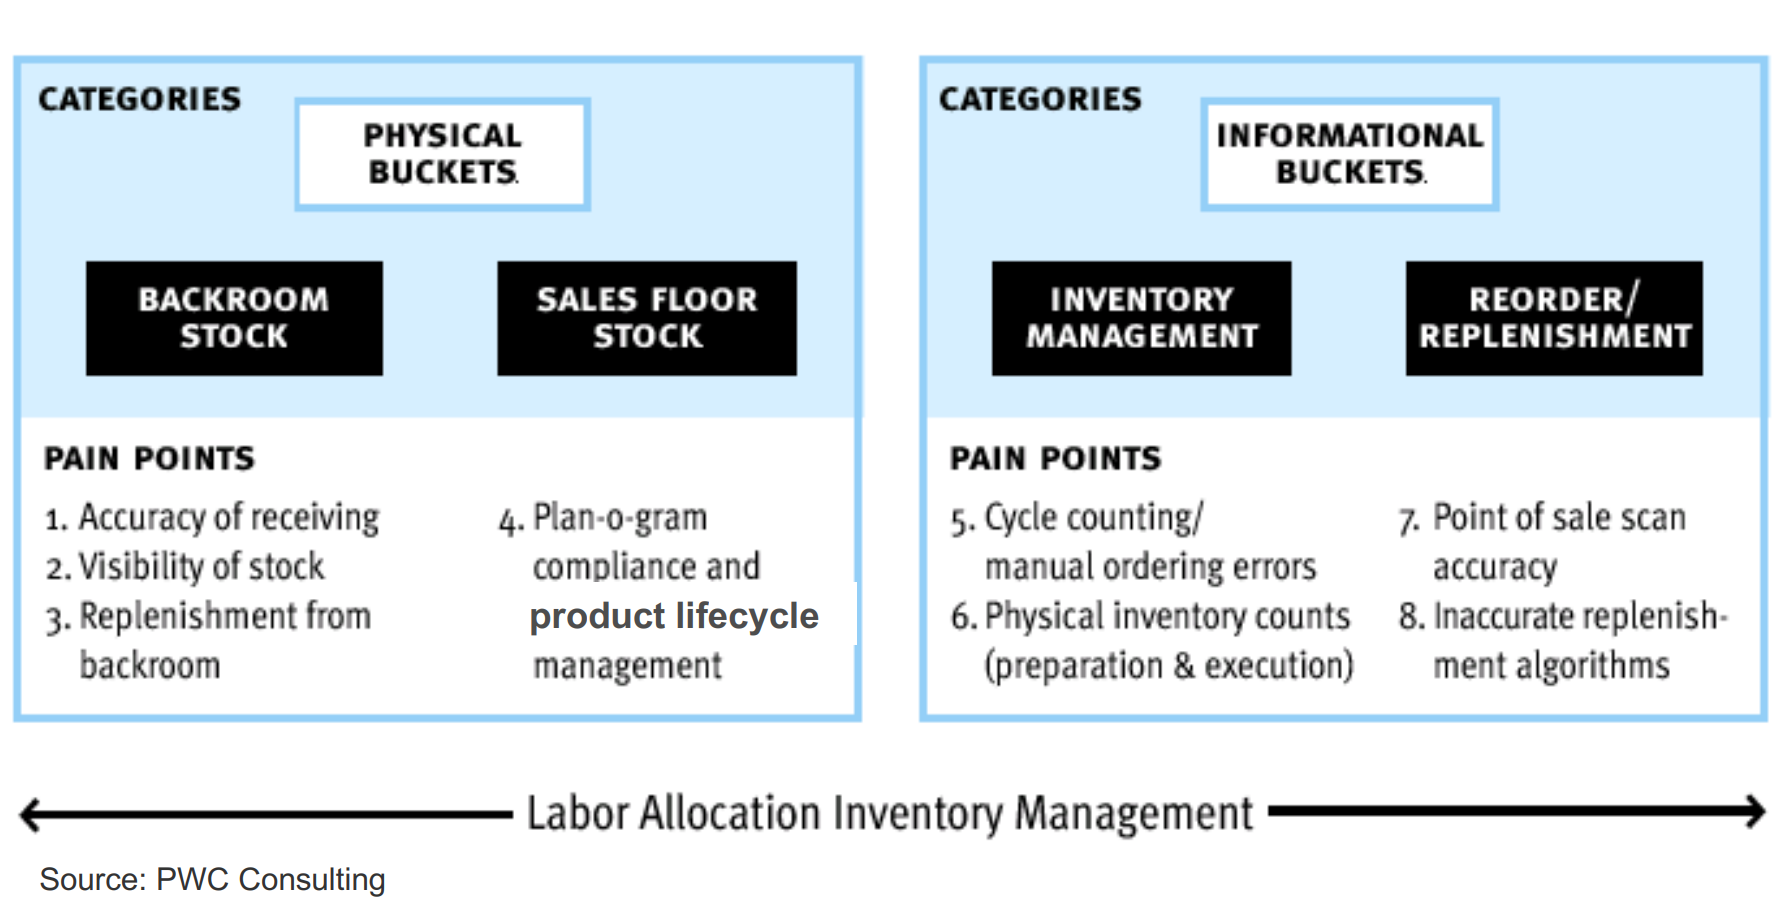 CATEGORIES
PHYSICAL
BUCKETS.
BACKROOM
STOCK
SALES FLOOR
STOCK
PAIN POINTS
1. Accuracy of receiving
2. Visibility of stock
3. Replenishment from
backroom
4. Plan-o-gram
compliance and
product lifecycle
management
CATEGORIES
INFORMATIONAL
BUCKETS.
INVENTORY
MANAGEMENT
REORDER/
REPLENISHMENT
PAIN POINTS
5. Cycle counting/
manual ordering errors
6. Physical inventory counts
(preparation & execution)
7. Point of sale scan
accuracy
8. Inaccurate replenish-
ment algorithms
Labor Allocation Inventory Management
Source: PWC Consulting